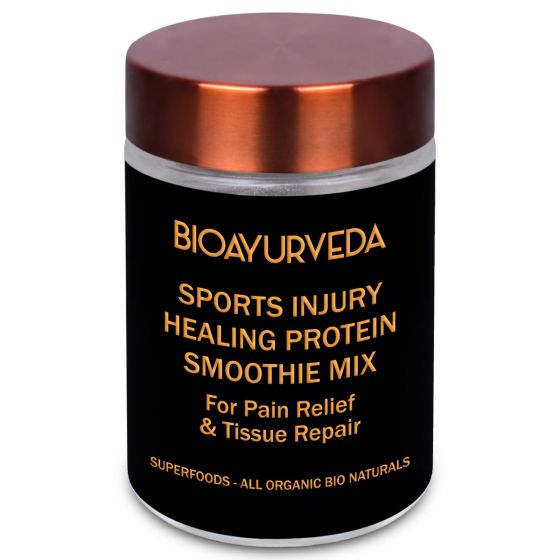 BIOAYURVEDA
SPORTS INJURY
HEALING PROTEIN
SMOOTHIE MIX
For Pain Relief
& Tissue Repair
SUPERFOODS - ALL ORGANIC BIO NATURALS